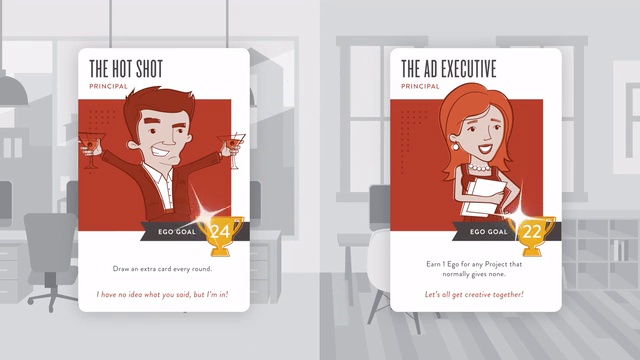 THE HOT SHOT
PRINCIPAL
EGO GOAL 24
Draw an extra card every round.
I have no idea what you said, but I'm in!
THE AD EXECUTIVE
PRINCIPAL
EGO GOAL 22
Earn 1 Ego for any Project that
normally gives none.
Let's all get creative together!